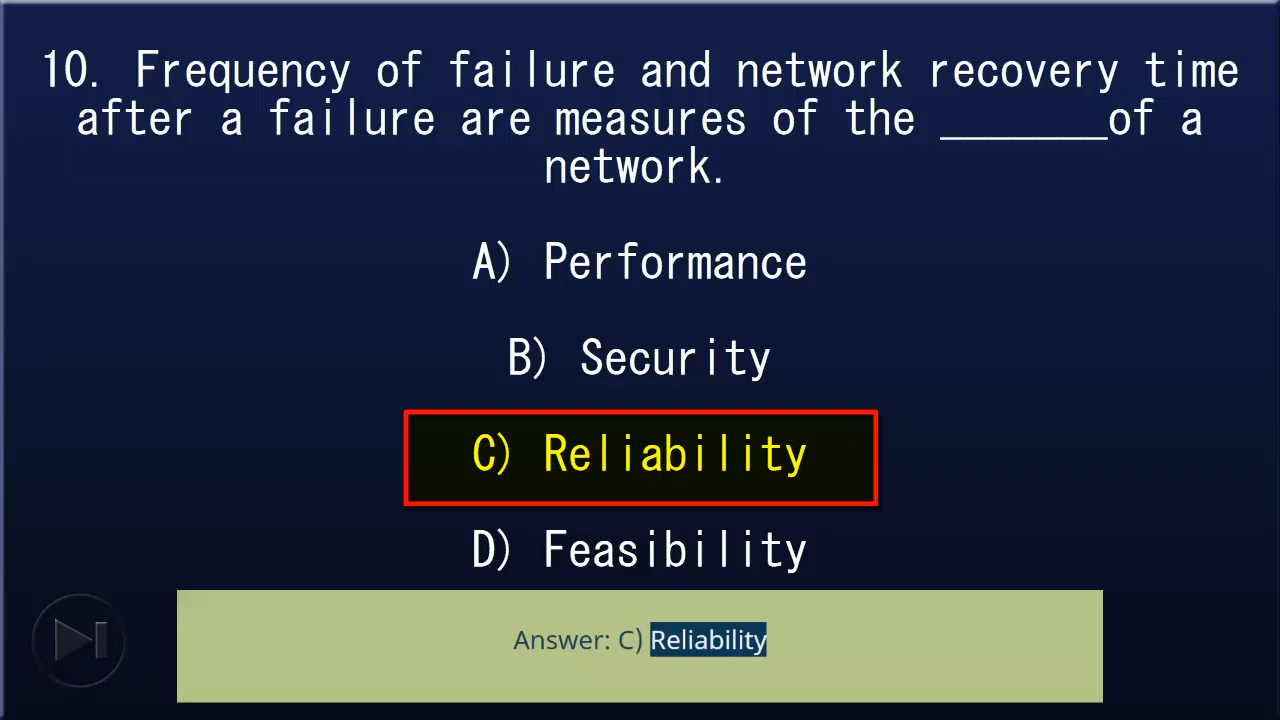 10. Frequency of failure and network recovery time
after a failure are measures of the _______of a
network.
A) Performance
B) Security
C) Reliability
D) Feasibility
Answer: C) Reliability